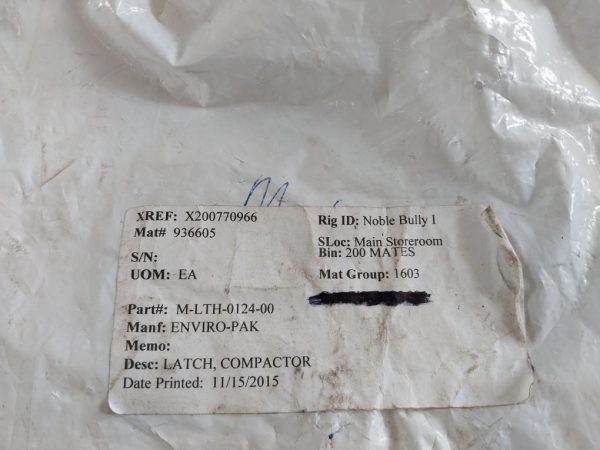 XREF: X200770966
Mat# 936605
S/N:
UOM: EA
Rig ID: Noble Bully 1
SLoc: Main Storeroom
Bin: 200 MATES
Mat Group: 1603
Part#: M-LTH-0124-00
Manf: ENVIRO-PAK
Memo:
Desc: LATCH, COMPACTOR
Date Printed: 11/15/2015